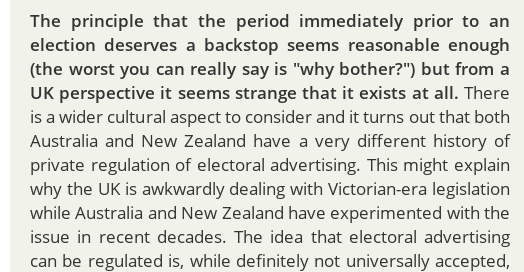 The principle that the period immediately prior to an
election deserves a backstop seems reasonable enough
(the worst you can really say is "why bother?") but from a
UK perspective it seems strange that it exists at all. There
is a wider cultural aspect to consider and it turns out that both
Australia and New Zealand have a very different history of
private regulation of electoral advertising. This might explain
why the UK is awkwardly dealing with Victorian-era legislation
while Australia and New Zealand have experimented with the
issue in recent decades. The idea that electoral advertising
can be regulated is, while definitely not universally accepted,